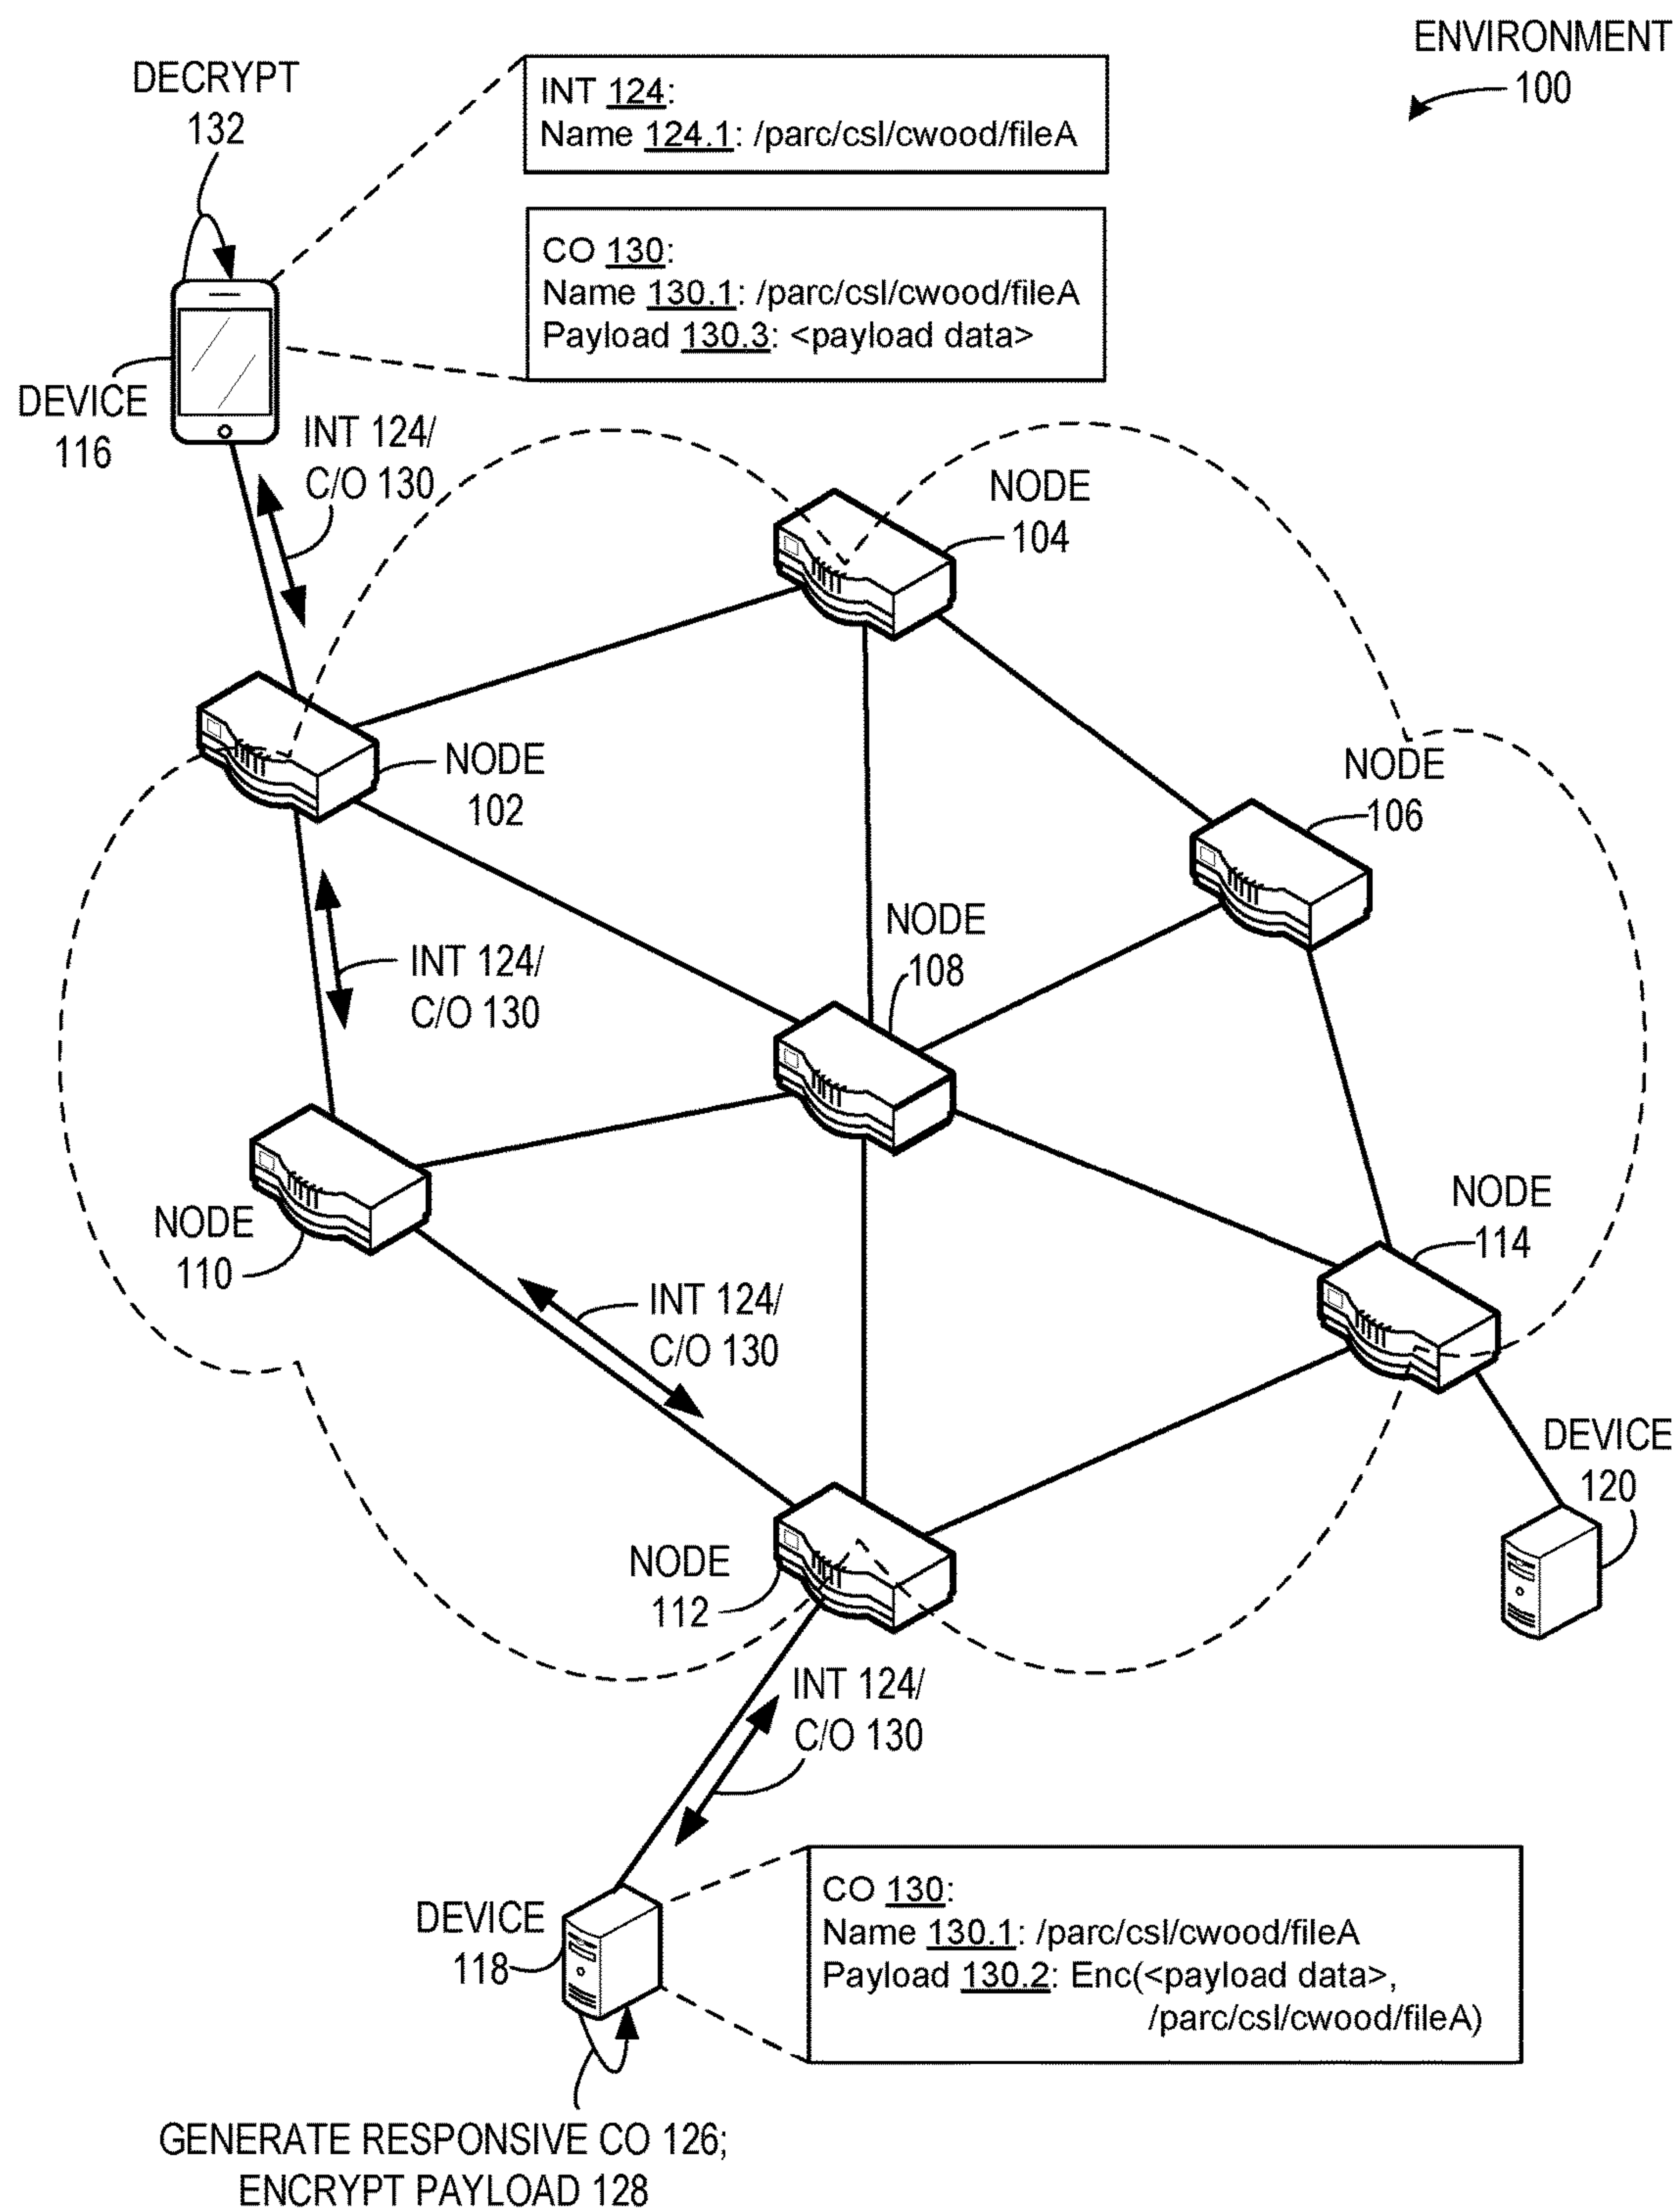 ENVIRONMENT
100
DECRYPT
132
INT 124:
Name 124.1: /parc/csl/cwood/fileA
CO 130:
Name 130.1: /parc/csl/cwood/fileA
Payload 130.3: <payload data>
DEVICE
116
INT 124/
C/O 130
NODE
104
NODE
102
NODE
106
NODE
108
INT 124/
C/O 130
NODE
110
NODE
114
INT 124/
C/O 130
DEVICE
120
NODE
112
INT 124/
C/O 130
DEVICE
118
CO 130:
Name 130.1: /parc/csl/cwood/fileA
Payload 130.2: Enc(<payload data>,
/parc/csl/cwood/fileA)
GENERATE RESPONSIVE CO 126;
ENCRYPT PAYLOAD 128